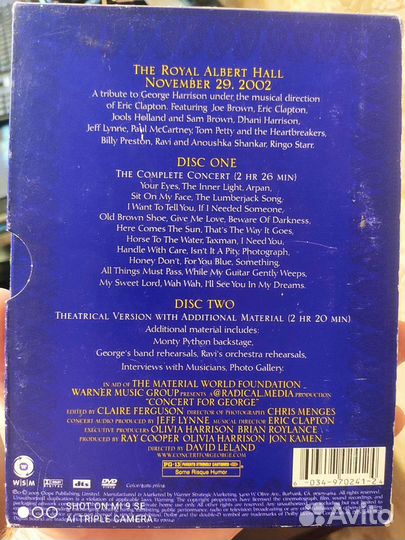 THE ROYAL ALBERT HALL
NOVEMBER 29, 2002
A tribute to George Harrison under the musical direction
of Eric Clapton. Featuring Joe Brown, Eric Clapton,
Jools Holland and Sam Brown, Dhani Harrison,
Jeff Lynne, Paul McCartney, Tom Petty and the Heartbreakers,
Billy Preston, Ravi and Anoushka Shankar, Ringo Starr.
DISC ONE
THE COMPLETE CONCERT (2 HR 26 MIN)
Your Eyes, The Inner Light, Arpan,
Sit On My Face, The Lumberjack Song,
I Want To Tell You, If I Needed Someone,
Old Brown Shoe, Give Me Love, Beware Of Darkness,
Here Comes The Sun, That's The Way It Goes,
Horse To The Water, Taxman, I Need You,
Handle With Care, Isn't It A Pity, Photograph,
Honey Don't, For You Blue, Something,
All Things Must Pass, While My Guitar Gently Weeps,
My Sweet Lord, Wah Wah, I'll See You In My Dreams.
DISC TWO
THEATRICAL VERSION WITH ADDITIONAL MATERIAL (2 HR 20 MIN)
Additional material includes:
Monty Python backstage,
George's band rehearsals, Ravi's orchestra rehearsals,
Interviews with Musicians, Photo Gallery.
IN AID OF THE MATERIAL WORLD FOUNDATION
WARNER MUSIC GROUP PRESENTS A @RADICAL.MEDIA PRODUCTION
"CONCERT FOR GEORGE"
EDITED BY CLAIRE FERGUSON DIRECTOR OF PHOTOGRAPHY CHRIS MENGES
CONCERT AUDIO PRODUCED BY JEFF LYNNE MUSICAL DIRECTOR ERIC CLAPTON
EXECUTIVE PRODUCERS OLIVIA HARRISON BRIAN ROYLANCE
PRODUCED BY RAY COOPER OLIVIA HARRISON JON KAMEN
DIRECTED BY DAVID LELAND
WWW.CONCERTFORGEORGE.COM
PG-13 PARENTS STRONGLY CAUTIONED
Some Risque Humor
WSM
dts
DVD
6 034-970241-2 4
SHOT ON MI 9 SE
AI TRIPLE CAMERA
Avito